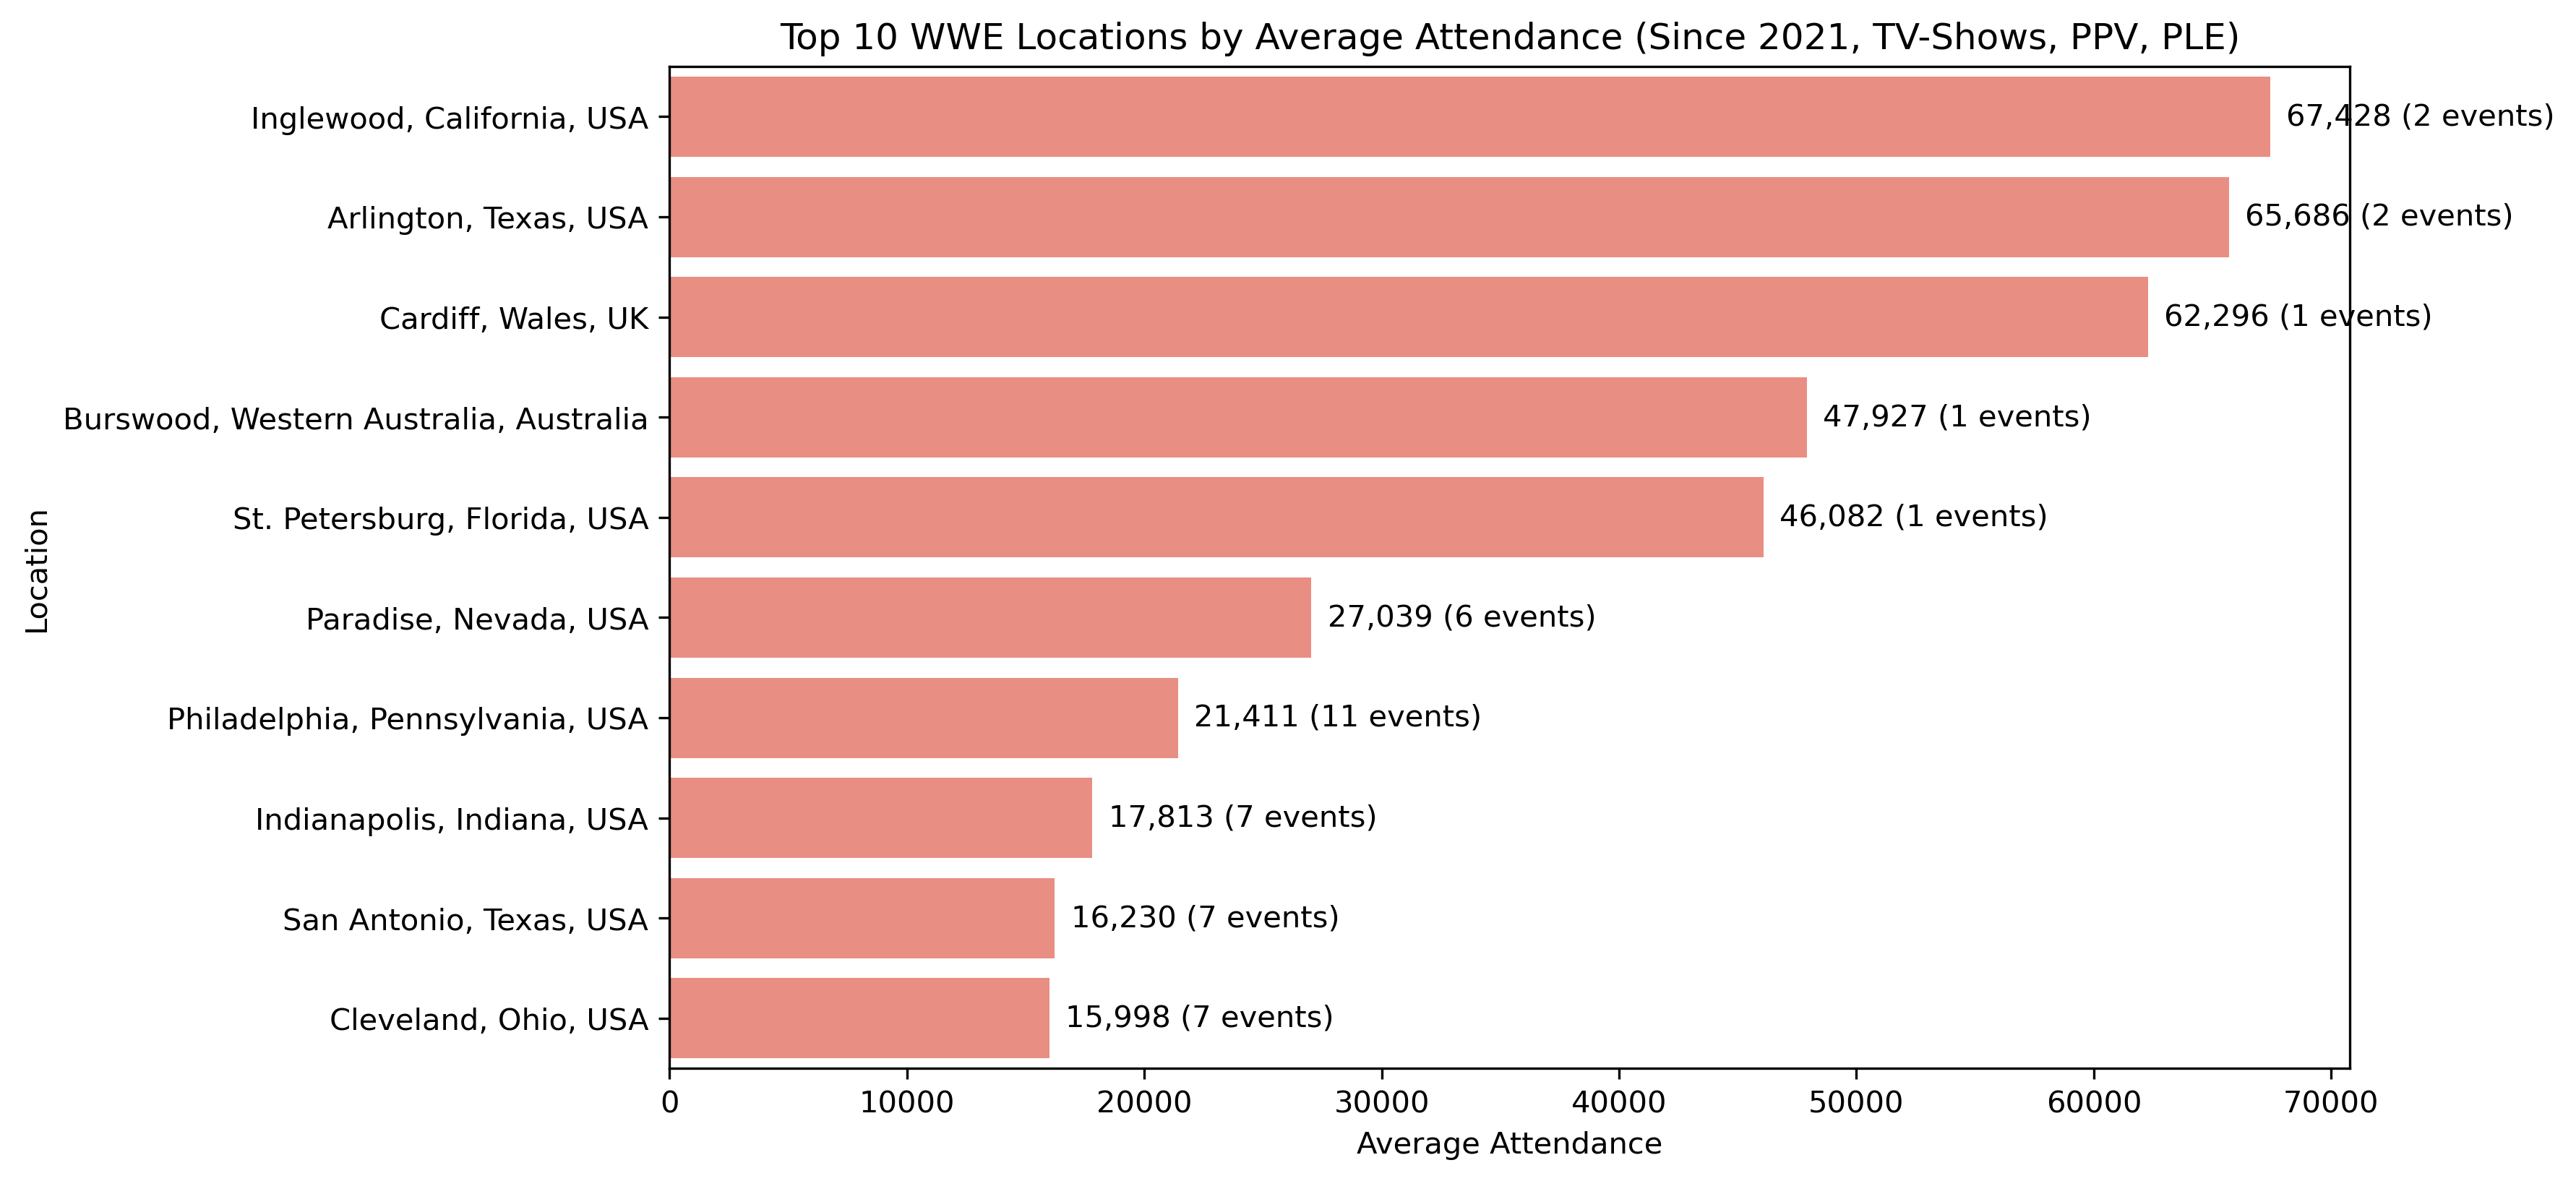 Top 10 WWE Locations by Average Attendance (Since 2021, TV-Shows, PPV, PLE)
Location
Inglewood, California, USA 67,428 (2 events)
Arlington, Texas, USA 65,686 (2 events)
Cardiff, Wales, UK 62,296 (1 events)
Burswood, Western Australia, Australia 47,927 (1 events)
St. Petersburg, Florida, USA 46,082 (1 events)
Paradise, Nevada, USA 27,039 (6 events)
Philadelphia, Pennsylvania, USA 21,411 (11 events)
Indianapolis, Indiana, USA 17,813 (7 events)
San Antonio, Texas, USA 16,230 (7 events)
Cleveland, Ohio, USA 15,998 (7 events)
0 10000 20000 30000 40000 50000 60000 70000
Average Attendance